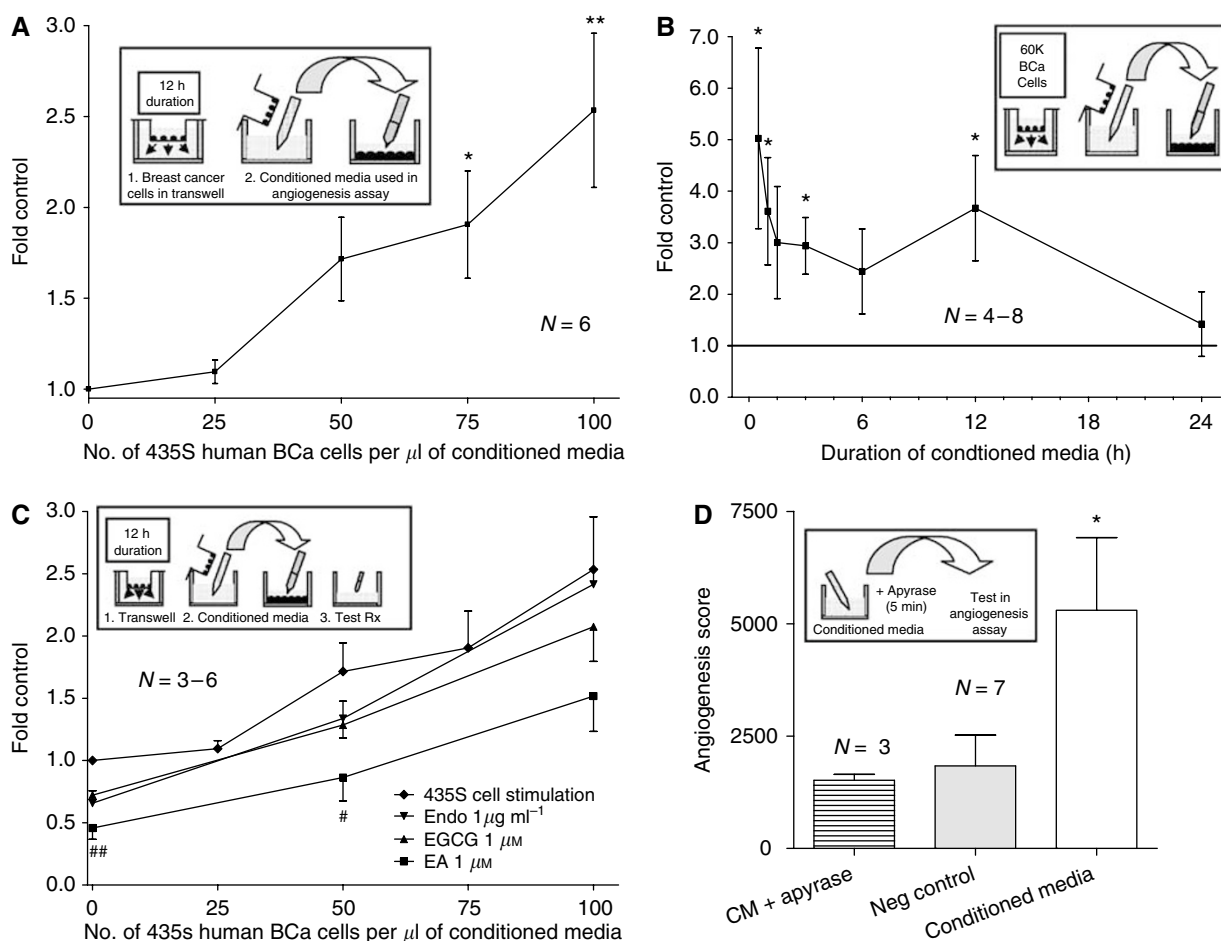 A
3.0
2.5
2.0
1.5
1.0
Fold control
0
25
50
75
100
No. of 435S human BCa cells per μl of conditioned media
12 h
duration
1. Breast cancer
cells in transwell
2. Conditioned media used in
angiogenesis assay
*
**
N = 6
B
7.0
6.0
5.0
4.0
3.0
2.0
1.0
0.0
Fold control
0
6
12
18
24
Duration of condtioned media (h)
60K
BCa
Cells
*
*
*
*
N = 4–8
C
3.0
2.5
2.0
1.5
1.0
0.5
0.0
Fold control
0
25
50
75
100
No. of 435s human BCa cells per μl of conditioned media
12 h
duration
1. Transwell
2. Conditioned media
3. Test Rx
N = 3–6
##
#
435S cell stimulation
Endo 1μg ml⁻¹
EGCG 1 μM
EA 1 μM
D
7500
5000
2500
0
Angiogenesis score
Conditioned media
+ Apyrase
(5 min)
Test in
angiogenesis
assay
*
N = 7
N = 3
CM + apyrase
Neg control
Conditioned media